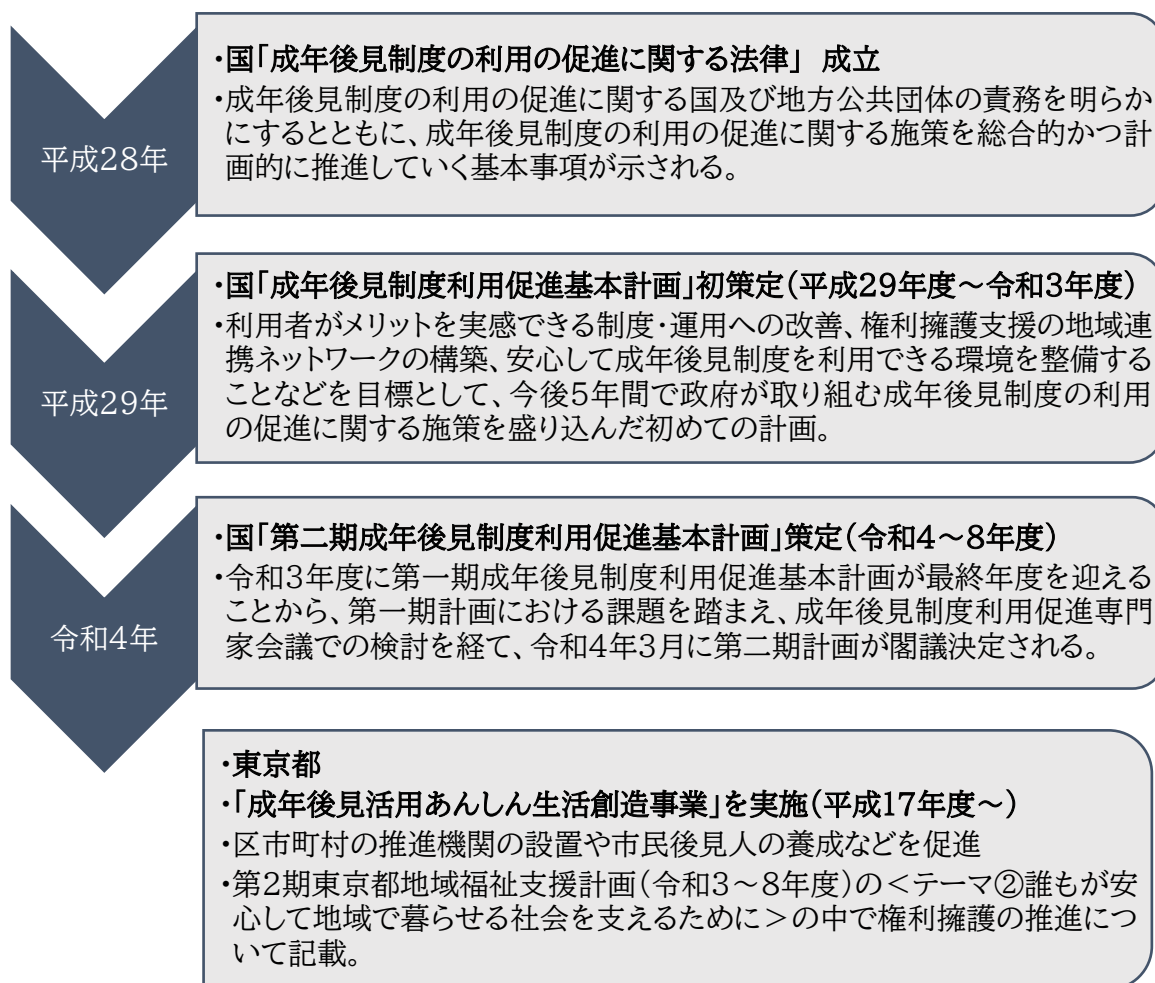 平成28年
・国「成年後見制度の利用の促進に関する法律」 成立
・成年後見制度の利用の促進に関する国及び地方公共団体の責務を明らか
にするとともに、成年後見制度の利用の促進に関する施策を総合的かつ計
画的に推進していく基本事項が示される。
平成29年
・国「成年後見制度利用促進基本計画」初策定(平成29年度~令和3年度)
・利用者がメリットを実感できる制度・運用への改善、権利擁護支援の地域連
携ネットワークの構築、安心して成年後見制度を利用できる環境を整備する
ことなどを目標として、今後5年間で政府が取り組む成年後見制度の利用
の促進に関する施策を盛り込んだ初めての計画。
令和4年
・国「第二期成年後見制度利用促進基本計画」策定(令和4~8年度)
・令和3年度に第一期成年後見制度利用促進基本計画が最終年度を迎える
ことから、第一期計画における課題を踏まえ、成年後見制度利用促進専門
家会議での検討を経て、令和4年3月に第二期計画が閣議決定される。
・東京都
・「成年後見活用あんしん生活創造事業」を実施(平成17年度~)
・区市町村の推進機関の設置や市民後見人の養成などを促進
・第2期東京都地域福祉支援計画(令和3~8年度)の<テーマ②誰もが安
心して地域で暮らせる社会を支えるために>の中で権利擁護の推進につ
いて記載。